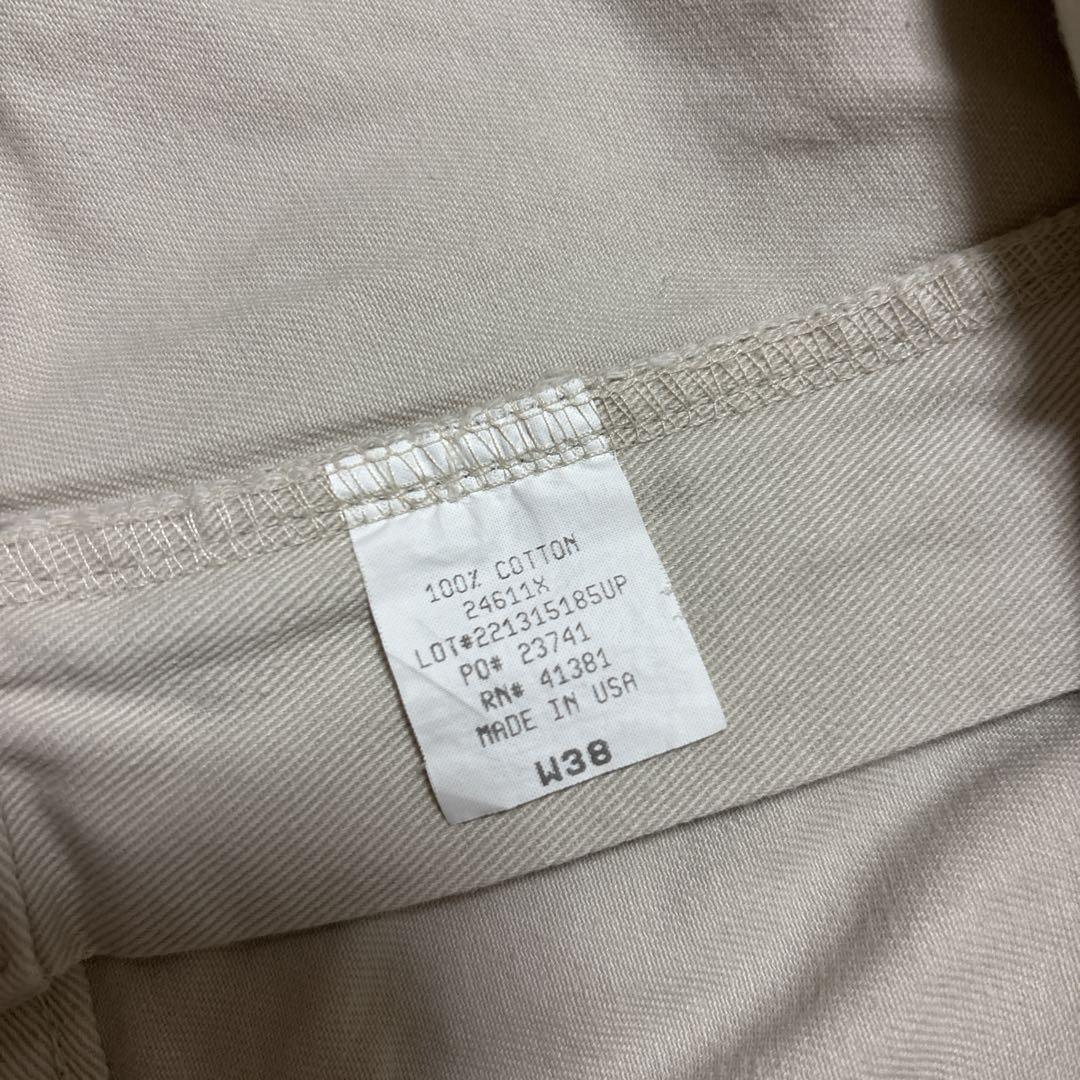 100% COTTON
24611X
LOT#221315185UP
PO# 23741
RN# 41381
MADE IN USA
W38